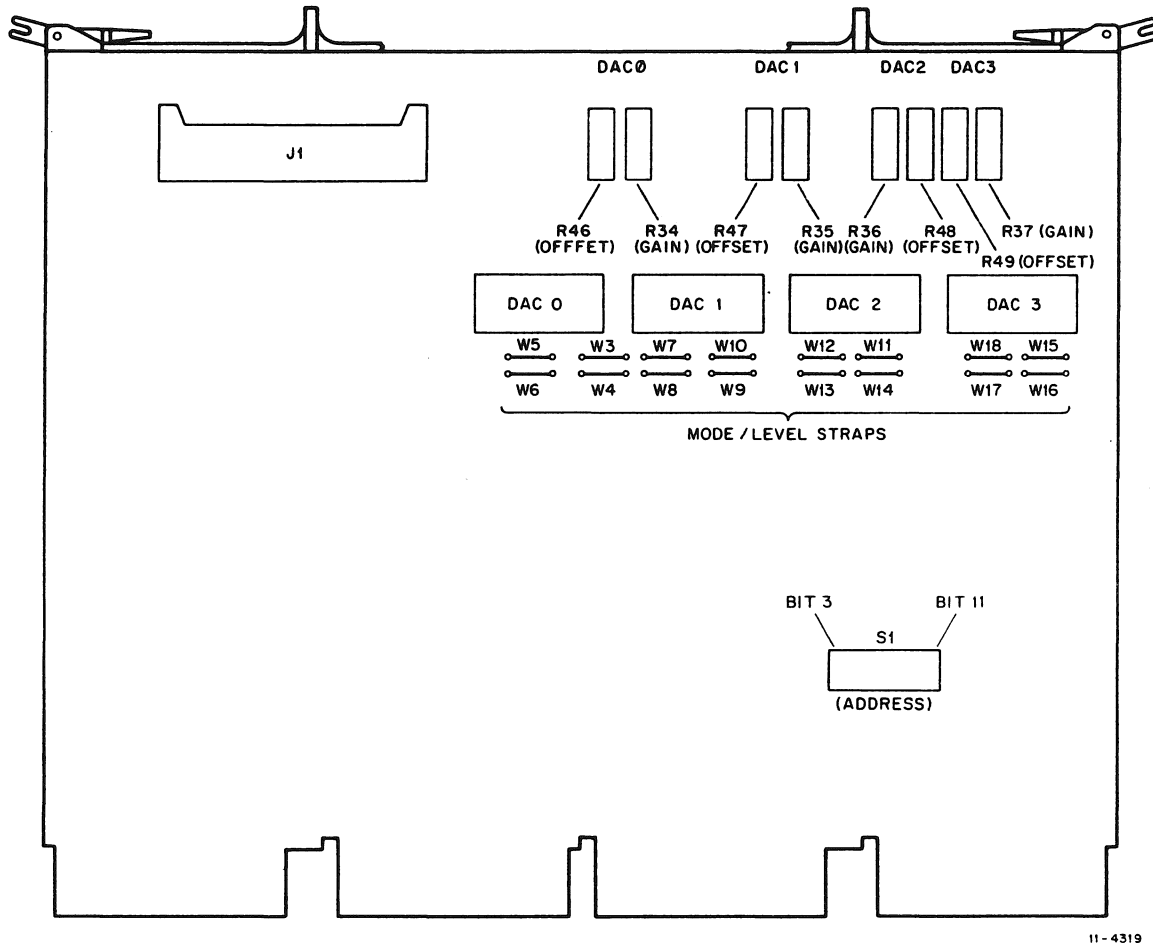 DACØ DAC1 DAC2 DAC3
J1
R46 R34 R47 R35 R36 R48 R37 (GAIN)
(OFFFET) (GAIN) (OFFSET) (GAIN) (GAIN) (OFFSET)
R49 (OFFSET)
DAC 0 DAC 1 DAC 2 DAC 3
W5 W3 W7 W10 W12 W11 W18 W15
W6 W4 W8 W9 W13 W14 W17 W16
MODE / LEVEL STRAPS
BIT 3 BIT 11
S1
(ADDRESS)
11-4319